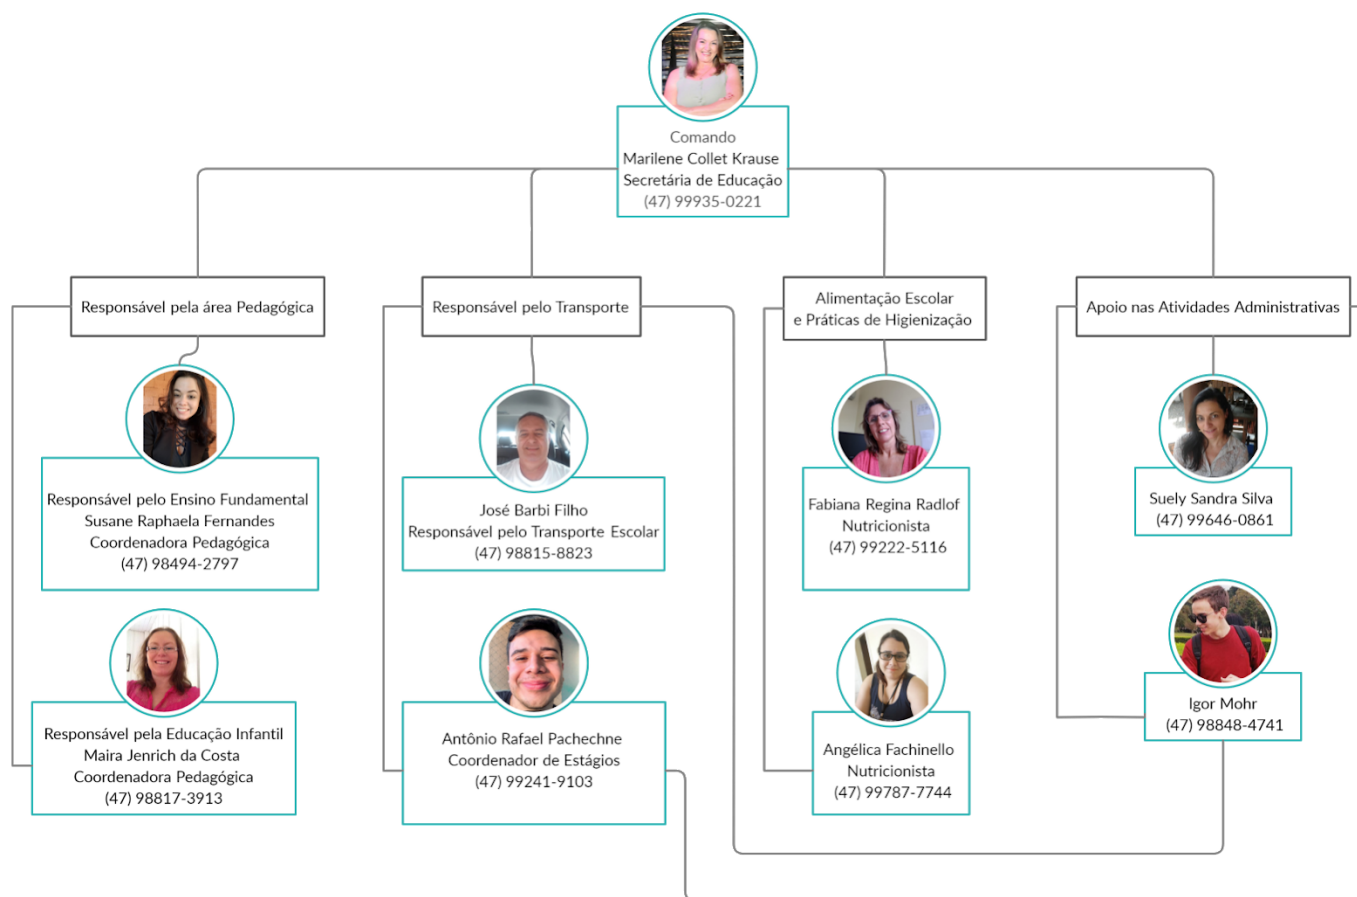 Comando
Marilene Collet Krause
Secretária de Educação
(47) 99935-0221
Responsável pela área Pedagógica
Responsável pelo Transporte
Alimentação Escolar
e Práticas de Higienização
Apoio nas Atividades Administrativas
Responsável pelo Ensino Fundamental
Susane Raphaela Fernandes
Coordenadora Pedagógica
(47) 98494-2797
José Barbi Filho
Responsável pelo Transporte Escolar
(47) 98815-8823
Fabiana Regina Radlof
Nutricionista
(47) 99222-5116
Suely Sandra Silva
(47) 99646-0861
Responsável pela Educação Infantil
Maira Jenrich da Costa
Coordenadora Pedagógica
(47) 98817-3913
Antônio Rafael Pachechne
Coordenador de Estágios
(47) 99241-9103
Angélica Fachinello
Nutricionista
(47) 99787-7744
Igor Mohr
(47) 98848-4741